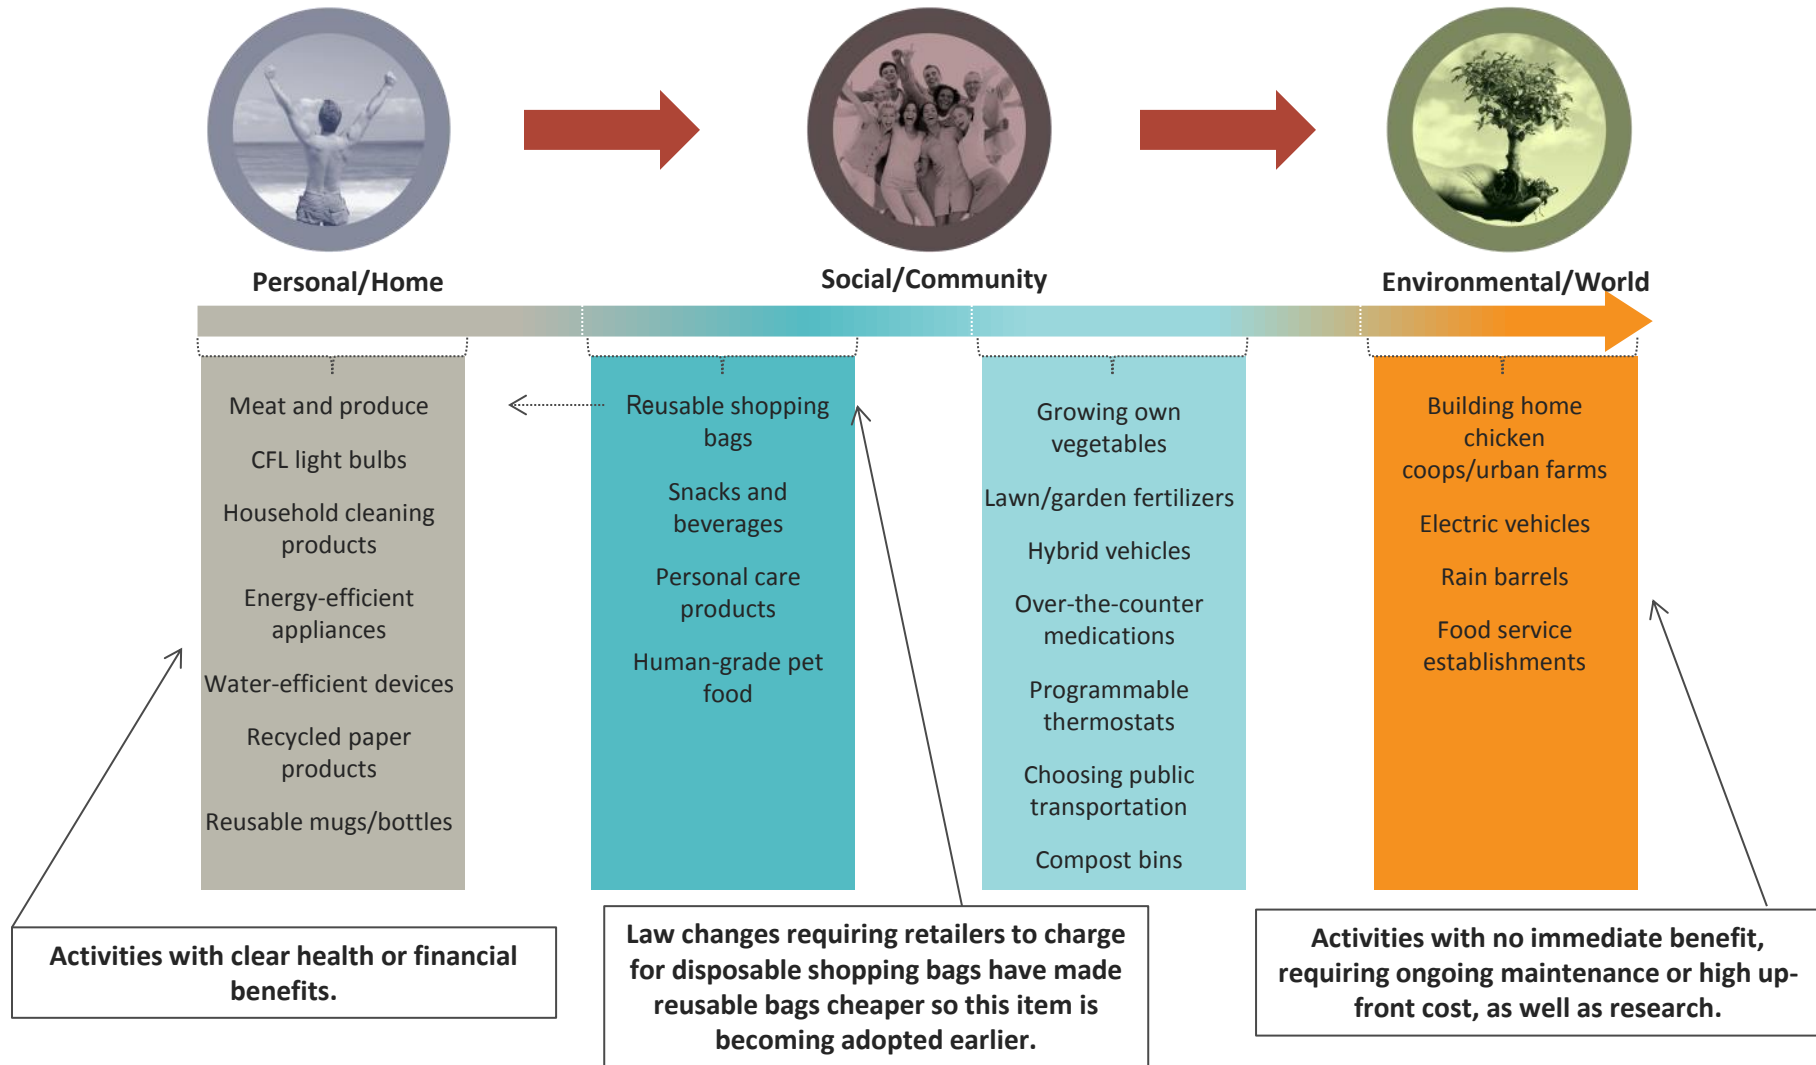 Personal/Home
Social/Community
Environmental/World
Meat and produce
CFL light bulbs
Household cleaning
products
Energy-efficient
appliances
Water-efficient devices
Recycled paper
products
Reusable mugs/bottles
Reusable shopping
bags
Snacks and
beverages
Personal care
products
Human-grade pet
food
Growing own
vegetables
Lawn/garden fertilizers
Hybrid vehicles
Over-the-counter
medications
Programmable
thermostats
Choosing public
transportation
Compost bins
Building home
chicken
coops/urban farms
Electric vehicles
Rain barrels
Food service
establishments
Activities with clear health or financial
benefits.
Law changes requiring retailers to charge
for disposable shopping bags have made
reusable bags cheaper so this item is
becoming adopted earlier.
Activities with no immediate benefit,
requiring ongoing maintenance or high up-
front cost, as well as research.